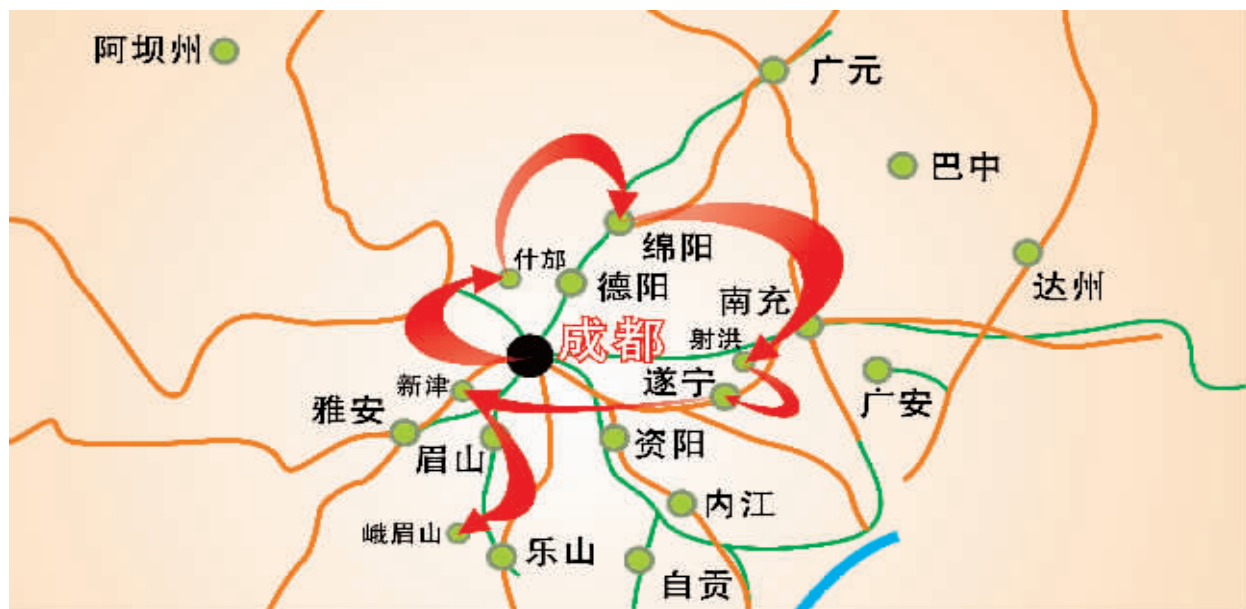 阿坝州
广元
巴中
绵阳
什邡
德阳
达州
南充
成都
射洪
新津
遂宁
广安
雅安
眉山
资阳
内江
峨眉山
乐山
自贡